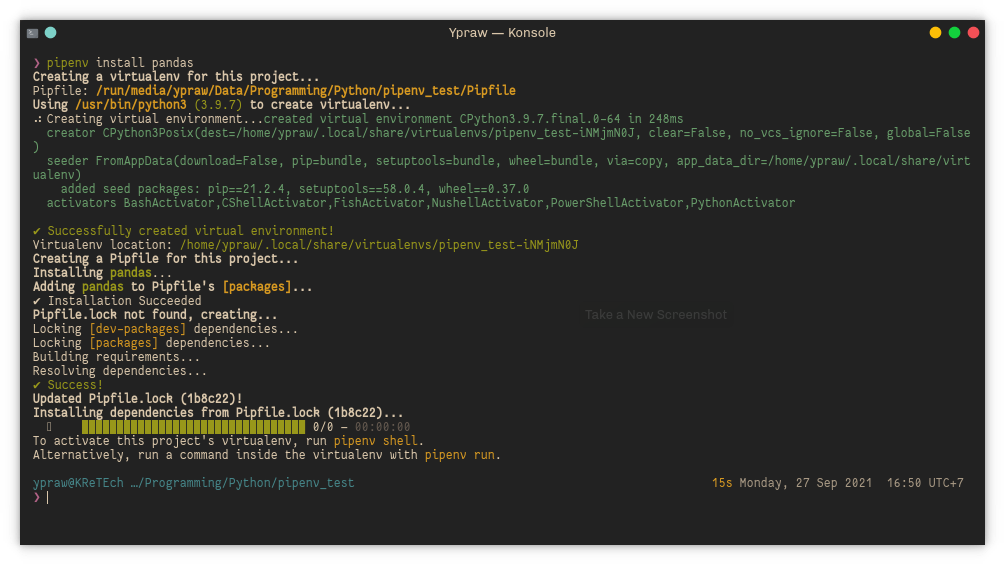 Ypraw — Konsole
❯ pipenv install pandas
Creating a virtualenv for this project...
Pipfile: /run/media/ypraw/Data/Programming/Python/pipenv_test/Pipfile
Using /usr/bin/python3 (3.9.7) to create virtualenv...
⠴ Creating virtual environment...created virtual environment CPython3.9.7.final.0-64 in 248ms
  creator CPython3Posix(dest=/home/ypraw/.local/share/virtualenvs/pipenv_test-iNMjmN0J, clear=False, no_vcs_ignore=False, global=False
)
  seeder FromAppData(download=False, pip=bundle, setuptools=bundle, wheel=bundle, via=copy, app_data_dir=/home/ypraw/.local/share/virt
ualenv)
    added seed packages: pip==21.2.4, setuptools==58.0.4, wheel==0.37.0
  activators BashActivator,CShellActivator,FishActivator,NushellActivator,PowerShellActivator,PythonActivator
✔ Successfully created virtual environment!
Virtualenv location: /home/ypraw/.local/share/virtualenvs/pipenv_test-iNMjmN0J
Creating a Pipfile for this project...
Installing pandas...
Adding pandas to Pipfile's [packages]...
✔ Installation Succeeded
Pipfile.lock not found, creating...
Take a New Screenshot
Locking [dev-packages] dependencies...
Locking [packages] dependencies...
Building requirements...
Resolving dependencies...
✔ Success!
Updated Pipfile.lock (1b8c22)!
Installing dependencies from Pipfile.lock (1b8c22)...
0/0 — 00:00:00
To activate this project's virtualenv, run pipenv shell.
Alternatively, run a command inside the virtualenv with pipenv run.
ypraw@KReTEch …/Programming/Python/pipenv_test 15s Monday, 27 Sep 2021  16:50 UTC+7
❯